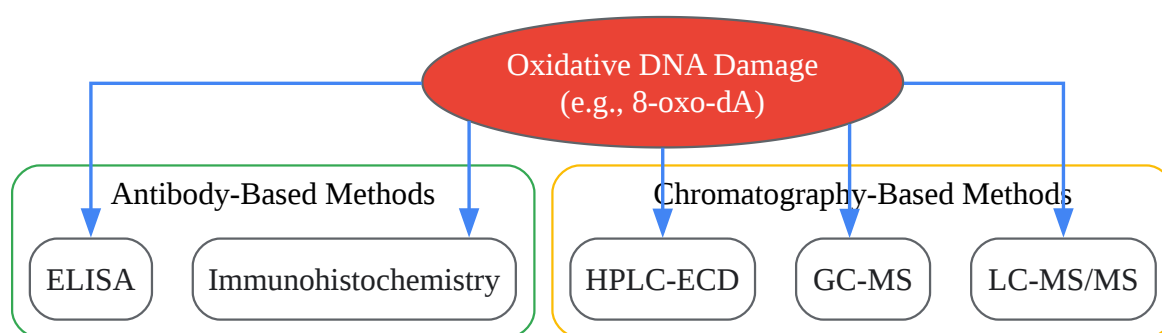 Oxidative DNA Damage
(e.g., 8-oxo-dA)
Antibody-Based Methods
Chromatography-Based Methods
ELISA
Immunohistochemistry
HPLC-ECD
GC-MS
LC-MS/MS